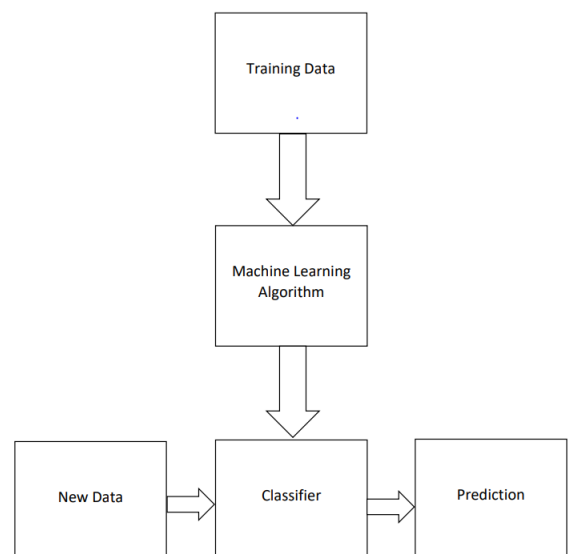 Training Data
Machine Learning
Algorithm
New Data
Classifier
Prediction